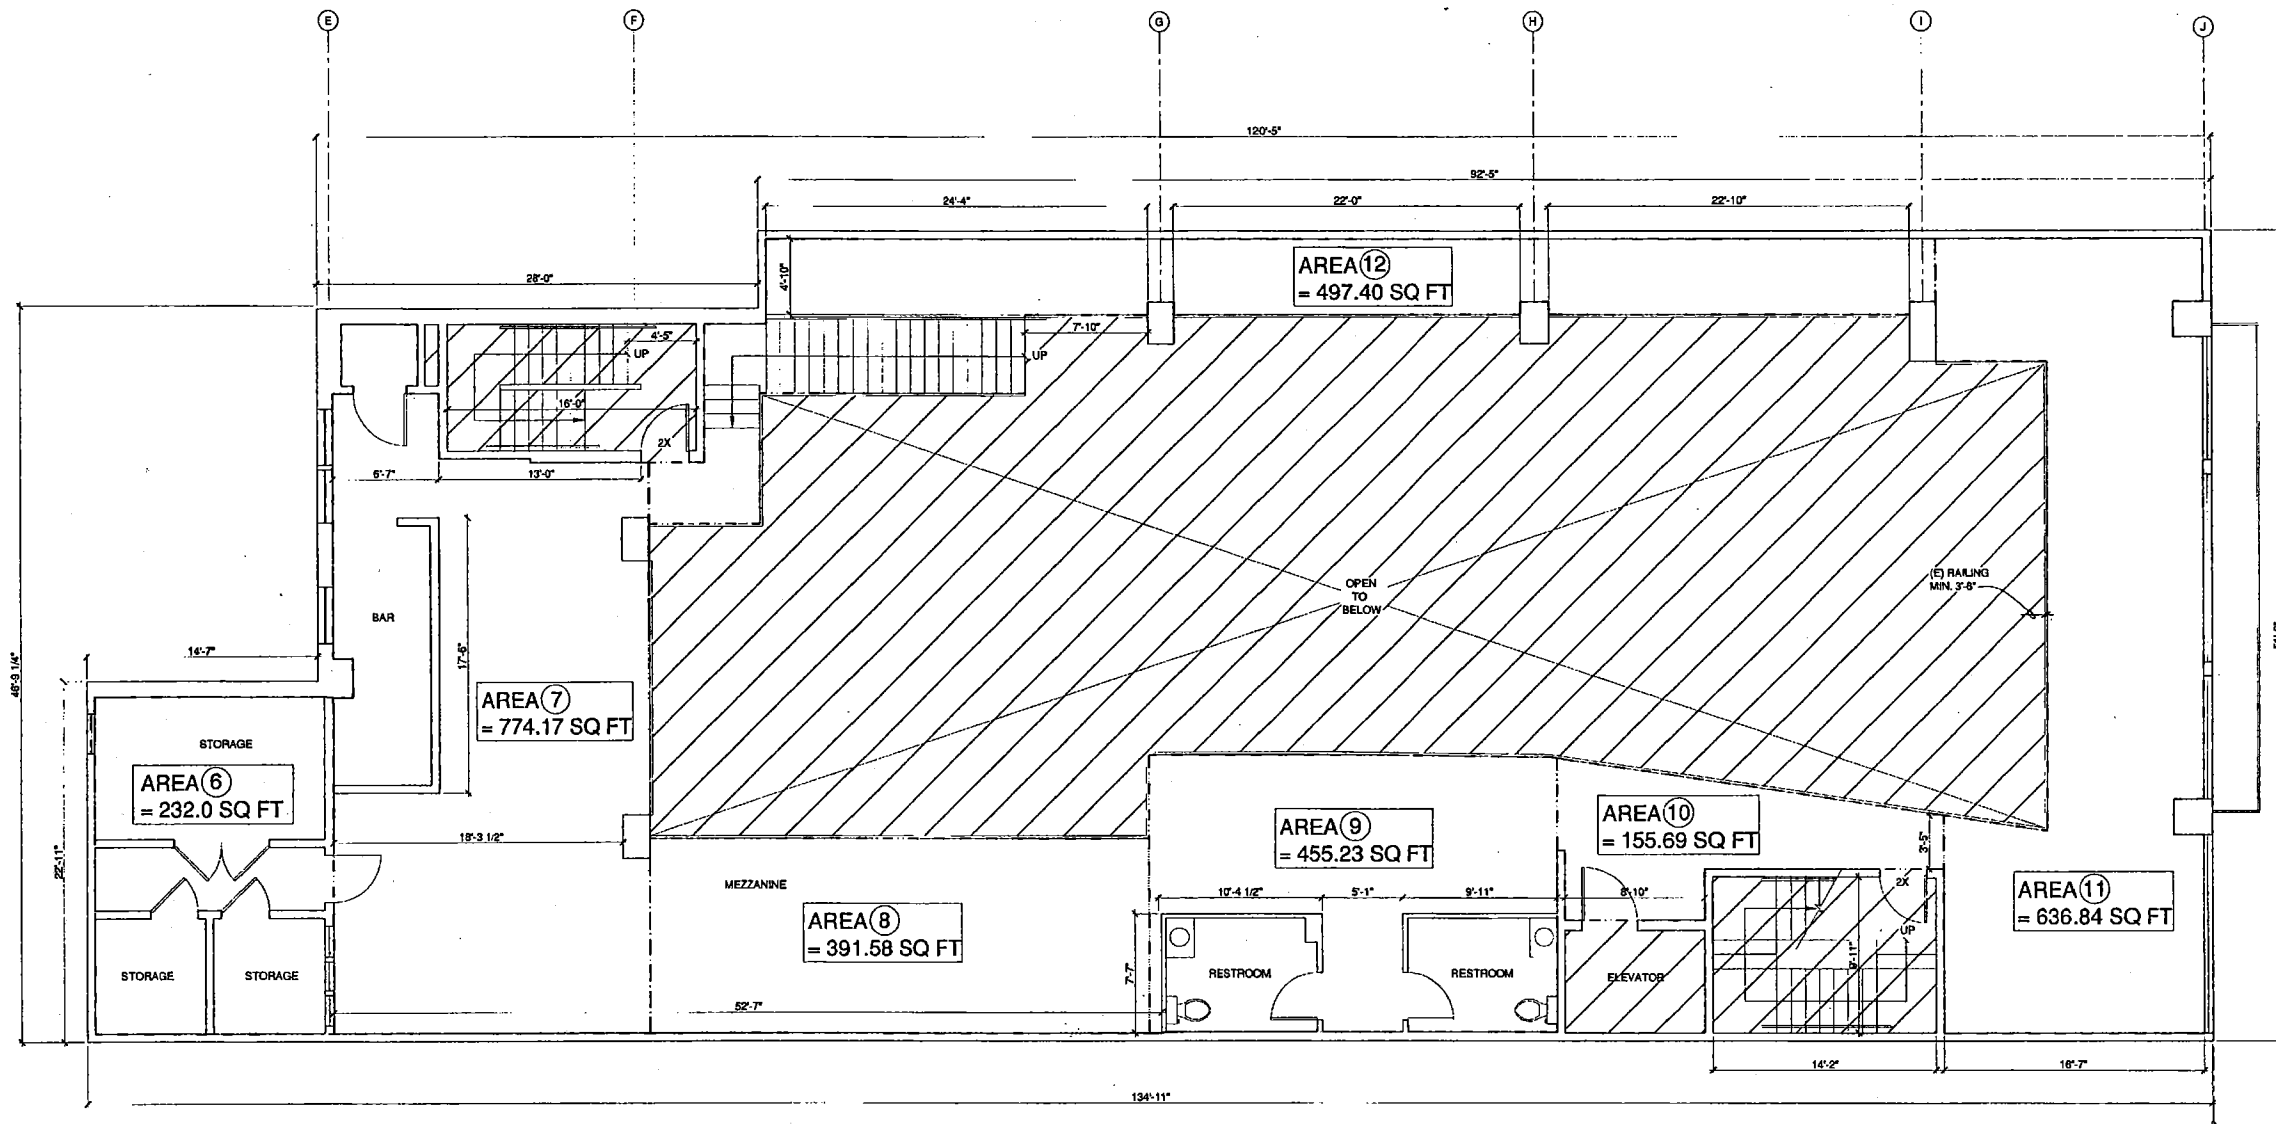 E F G H I J
120'-5"
92'-5"
24'-4" 22'-0" 22'-10"
28'-0"
4'-10"
AREA 12
= 497.40 SQ FT
7'-10"
4'-5"
UP
UP
16'-0"
2X
6'-7" 13'-0"
OPEN
TO
BELOW
(E) RAILING
MIN. 3'-6"
BAR
17'-6"
14'-7"
46'-9 1/4"
AREA 7
= 774.17 SQ FT
STORAGE
AREA 6
= 232.0 SQ FT
22'-11"
18'-3 1/2"
AREA 9
= 455.23 SQ FT
AREA 10
= 155.69 SQ FT
3'-5"
MEZZANINE
10'-4 1/2" 5'-1" 9'-11" 8'-10"
2X
AREA 11
= 636.84 SQ FT
AREA 8
= 391.58 SQ FT
UP
9'-11"
STORAGE STORAGE
7'-7"
RESTROOM RESTROOM
ELEVATOR
52'-7"
14'-2" 16'-7"
134'-11"